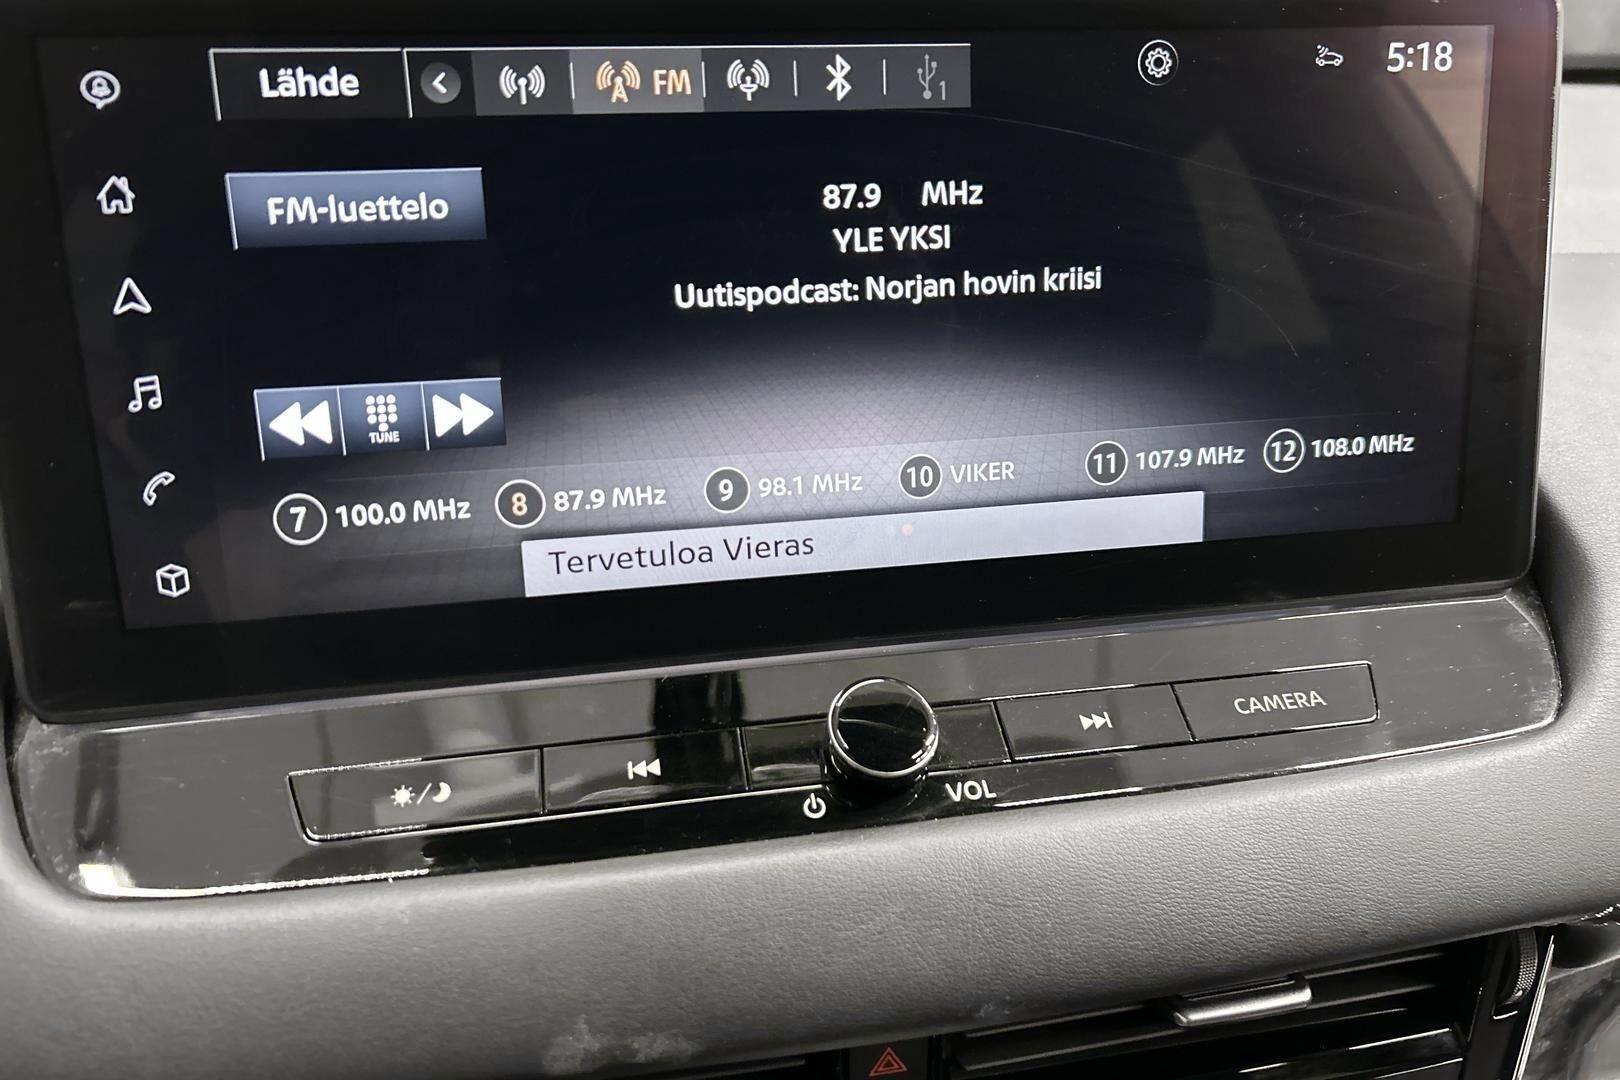 Lähde
FM
1
5:18
FM-luettelo
87.9 MHz
YLE YKSI
Uutispodcast: Norjan hovin kriisi
TUNE
7 100.0 MHz 8 87.9 MHz 9 98.1 MHz 10 VIKER 11 107.9 MHz 12 108.0 MHz
Tervetuloa Vieras
CAMERA
VOL